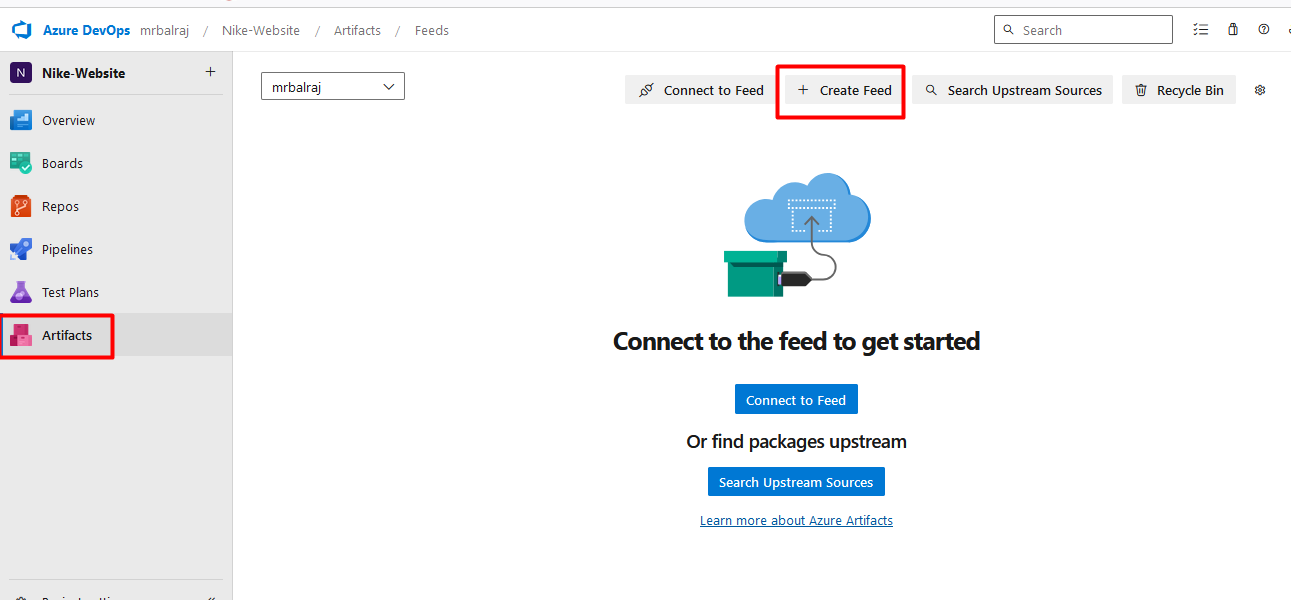 Azure DevOps mrbalraj / Nike-Website / Artifacts / Feeds Search
N Nike-Website +
mrbalraj
Connect to Feed + Create Feed Search Upstream Sources Recycle Bin
Overview
Boards
Repos
Pipelines
Test Plans
Artifacts
Connect to the feed to get started
Connect to Feed
Or find packages upstream
Search Upstream Sources
Learn more about Azure Artifacts